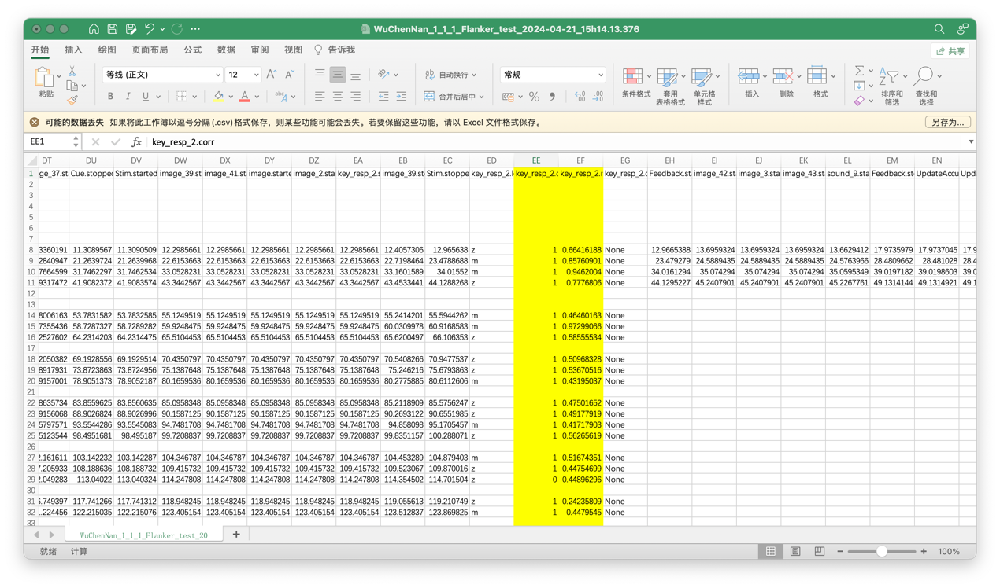 WuChenNan_1_1_1_Flanker_test_2024-04-21_15h14.13.376
开始 插入 绘图 页面布局 公式 数据 审阅 视图 告诉我 共享
粘贴 等线 (正文) 12 自动换行 合并后居中 常规 条件格式 套用 表格格式 单元格 样式 插入 删除 格式 排序和 筛选 查找和 选择
可能的数据丢失 如果将此工作簿以逗号分隔 (.csv) 格式保存，则某些功能可能会丢失。若要保留这些功能，请以 Excel 文件格式保存。 另存为...
EE1 fx key_resp_2.corr
DT DU DV DW DX DY DZ EA EB EC ED EE EF EG EH EI EJ EK EL EM EN
1 ge_37.sta Cue.stopped Stim.started image_39.sta image_41.sta image.starte image_2.sta key_resp_2.s image_39.sto Stim.stoppe key_resp_2.k key_resp_2.c key_resp_2.r key_resp_2.d Feedback.sta image_42.sta image_3.sta image_43.sta sound_9.sta Feedback.sto UpdateAccu Upda
2
3
4
5
6
7
8 3360191 11.3089567 11.3090509 12.2985661 12.2985661 12.2985661 12.2985661 12.2985661 12.4057306 12.965638 z 1 0.66416188 None 12.9665388 13.6959324 13.6959324 13.6959324 13.6629412 17.9735979 17.9737045 17.9
9 2840947 21.2639724 21.2639968 22.6153663 22.6153663 22.6153663 22.6153663 22.6153663 22.7198464 23.4788688 m 1 0.85760901 None 23.479279 24.5889435 24.5889435 24.5889435 24.5763966 28.4809662 28.481028 28.4
10 7664599 31.7462297 31.7462534 33.0528231 33.0528231 33.0528231 33.0528231 33.0528231 33.1601589 34.01552 m 1 0.9462004 None 34.0161294 35.074294 35.074294 35.074294 35.0595349 39.0197182 39.0198603 39.0
11 9317472 41.9082372 41.9083574 43.3442567 43.3442567 43.3442567 43.3442567 43.3442567 43.4533441 44.1288268 z 1 0.7776806 None 44.1295227 45.2407901 45.2407901 45.2407901 45.2267761 49.1314144 49.1314921 49.1
12
13
14 8006163 53.7831582 53.7832585 55.1249519 55.1249519 55.1249519 55.1249519 55.1249519 55.2414201 55.5944262 m 1 0.46460163 None
15 7355436 58.7287327 58.7289282 59.9248475 59.9248475 59.9248475 59.9248475 59.9248475 60.0309978 60.9168583 m 1 0.97299066 None
16 2527602 64.2314203 64.2314475 65.5104453 65.5104453 65.5104453 65.5104453 65.5104453 65.6200497 66.106353 z 1 0.58555534 None
17
18 2050382 69.1928556 69.1929514 70.4350797 70.4350797 70.4350797 70.4350797 70.4350797 70.5408266 70.9477537 z 1 0.50968328 None
19 8917931 73.8723863 73.8724956 75.1387648 75.1387648 75.1387648 75.1387648 75.1387648 75.246216 75.6793863 z 1 0.53670516 None
20 9157001 78.9051373 78.9052187 80.1659536 80.1659536 80.1659536 80.1659536 80.1659536 80.2775885 80.6112606 m 1 0.43195037 None
21
22 8635734 83.8559625 83.8560635 85.0958348 85.0958348 85.0958348 85.0958348 85.0958348 85.2118909 85.5756247 z 1 0.47501652 None
23 9156068 88.9026824 88.9026996 90.1587125 90.1587125 90.1587125 90.1587125 90.1587125 90.2693122 90.6551985 z 1 0.49177919 None
24 5797571 93.5544286 93.5545083 94.7481708 94.7481708 94.7481708 94.7481708 94.7481708 94.858098 95.1705457 m 1 0.41717903 None
25 5123544 98.4951681 98.495187 99.7208837 99.7208837 99.7208837 99.7208837 99.7208837 99.8351157 100.288071 z 1 0.56265619 None
26
27 .161611 103.142232 103.142287 104.346787 104.346787 104.346787 104.346787 104.346787 104.453289 104.879403 m 1 0.51674351 None
28 .205933 108.188636 108.188732 109.415732 109.415732 109.415732 109.415732 109.415732 109.523067 109.870016 z 1 0.44754699 None
29 .049283 113.04022 113.040324 114.247808 114.247808 114.247808 114.247808 114.247808 114.354502 114.701504 z 0 0.44896296 None
30
31 .749397 117.741266 117.741312 118.948245 118.948245 118.948245 118.948245 118.948245 119.055613 119.210749 z 1 0.24235809 None
32 .224456 122.215035 122.215076 123.405154 123.405154 123.405154 123.405154 123.405154 123.512837 123.869825 m 1 0.4479545 None
33
WuChenNan_1_1_1_Flanker_test_20
就绪 计算 100%